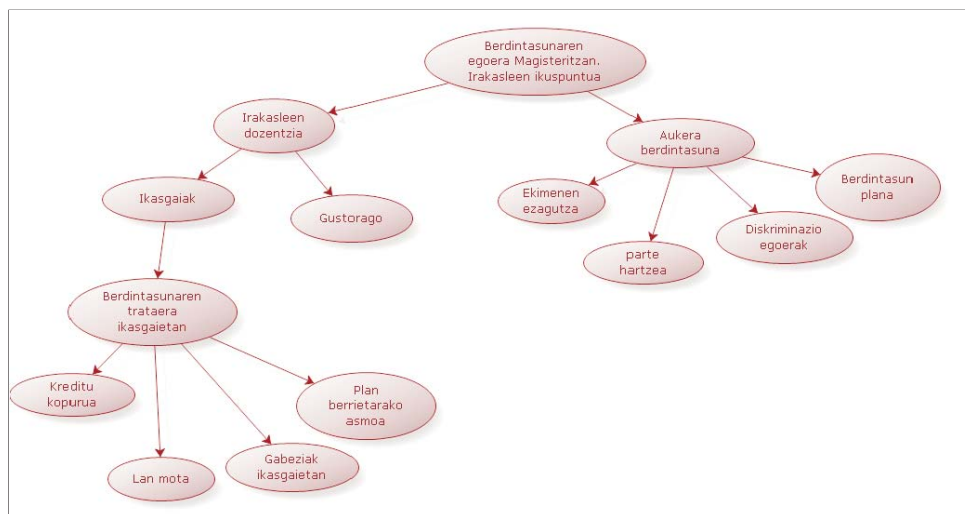 Berdintasunaren
egoera Magisteritzan.
Irakasleen ikuspuntua
Irakasleen
dozentzia
Aukera
berdintasuna
Ikasgaiak
Gustorago
Ekimenen
ezagutza
Berdintasun
plana
parte
hartzea
Diskriminazio
egoerak
Berdintasunaren
trataera
ikasgaietan
Kreditu
kopurua
Plan
berrietarako
asmoa
Lan mota
Gabeziak
ikasgaietan